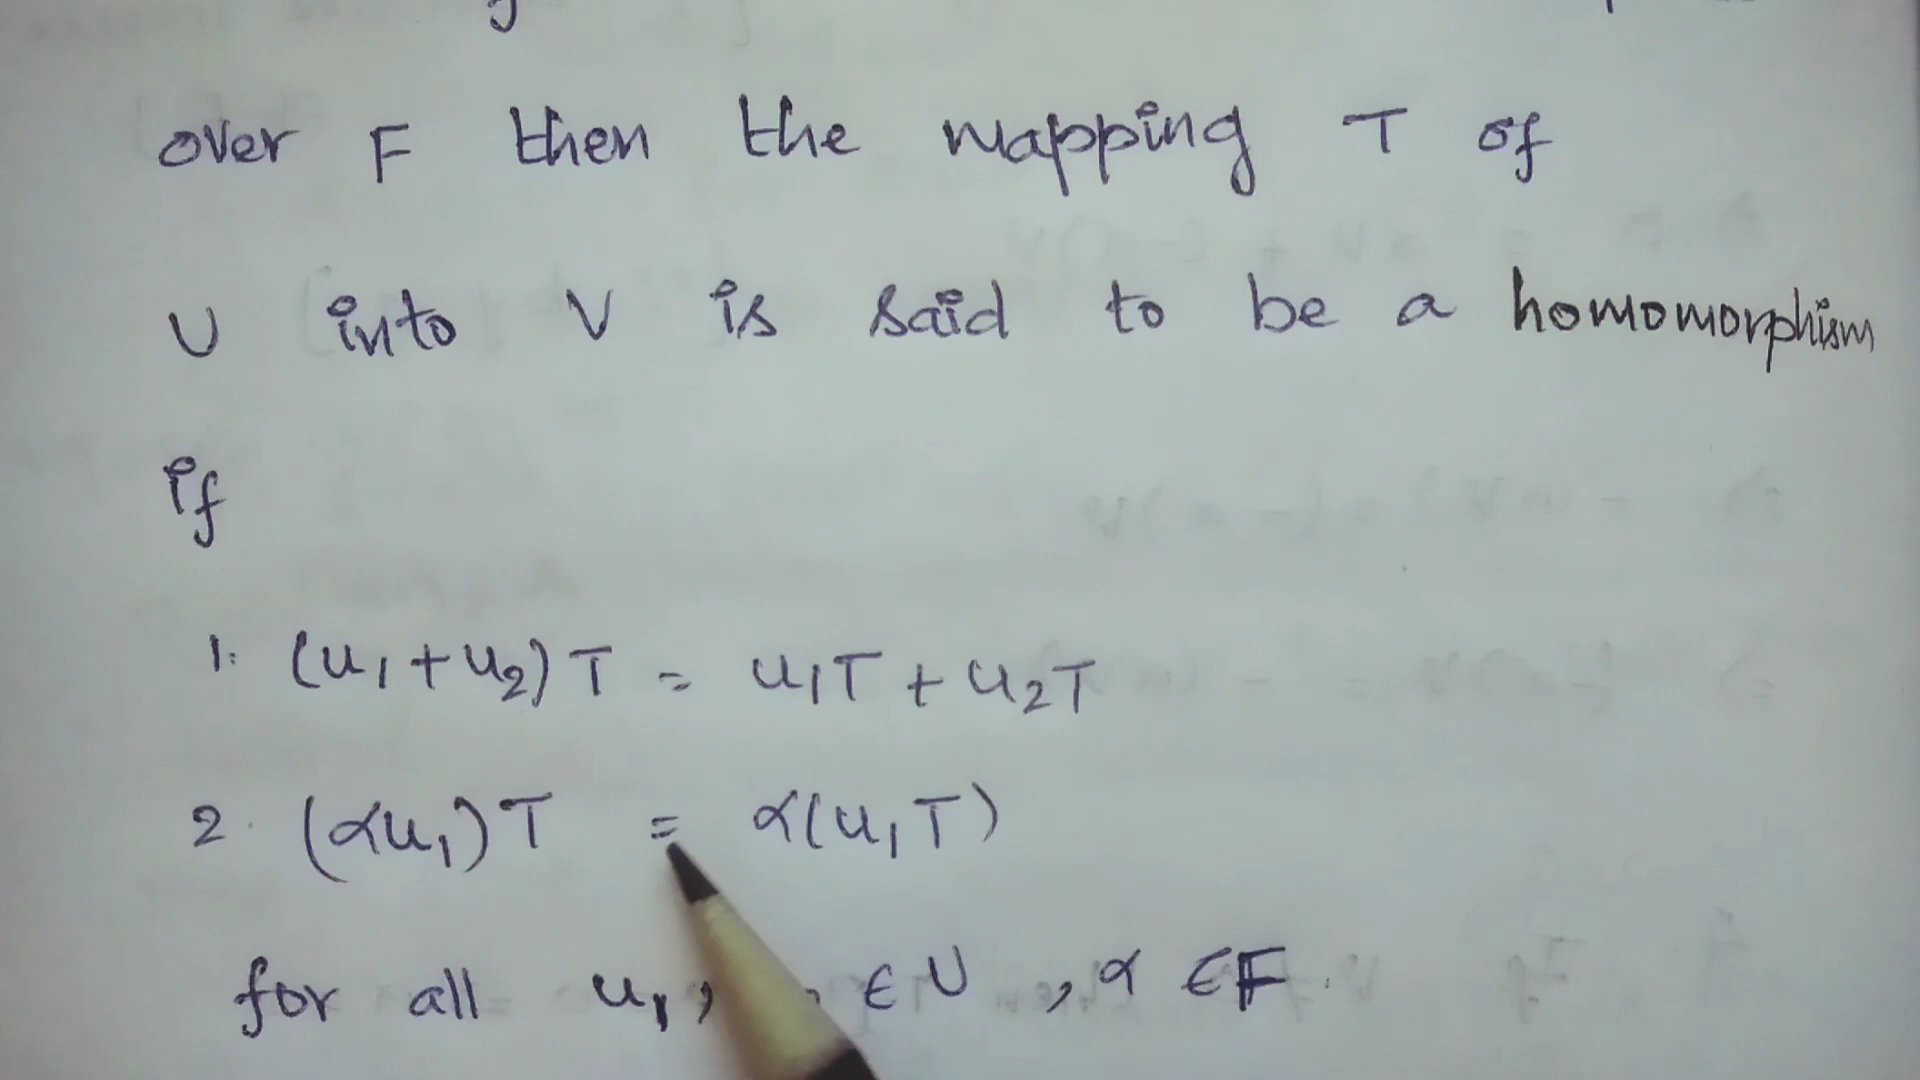 over F then the mapping T of
U into V is said to be a homomorphism
if
1. (u₁+u₂)T = u₁T + u₂T
2. (αu₁)T = α(u₁T)
for all u₁, ∈ U, α ∈ F.